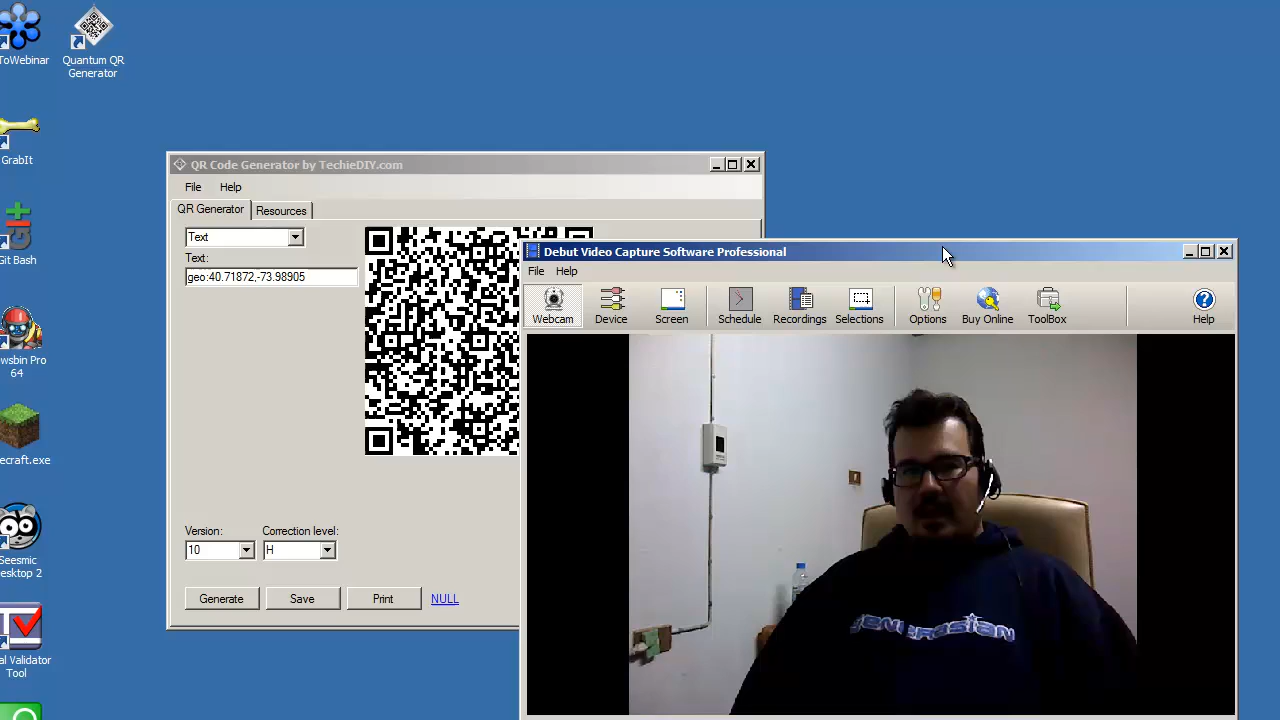 ToWebinar
Quantum QR
Generator
GrabIt
Git Bash
wsbin Pro
64
ecraft.exe
Seesmic
esktop 2
al Validator
Tool
QR Code Generator by TechieDIY.com
File Help
QR Generator Resources
Text
Text:
geo:40.71872,-73.98905
Version: Correction level:
10 H
Generate Save Print NULL
Debut Video Capture Software Professional
File Help
Webcam Device Screen Schedule Recordings Selections Options Buy Online ToolBox Help